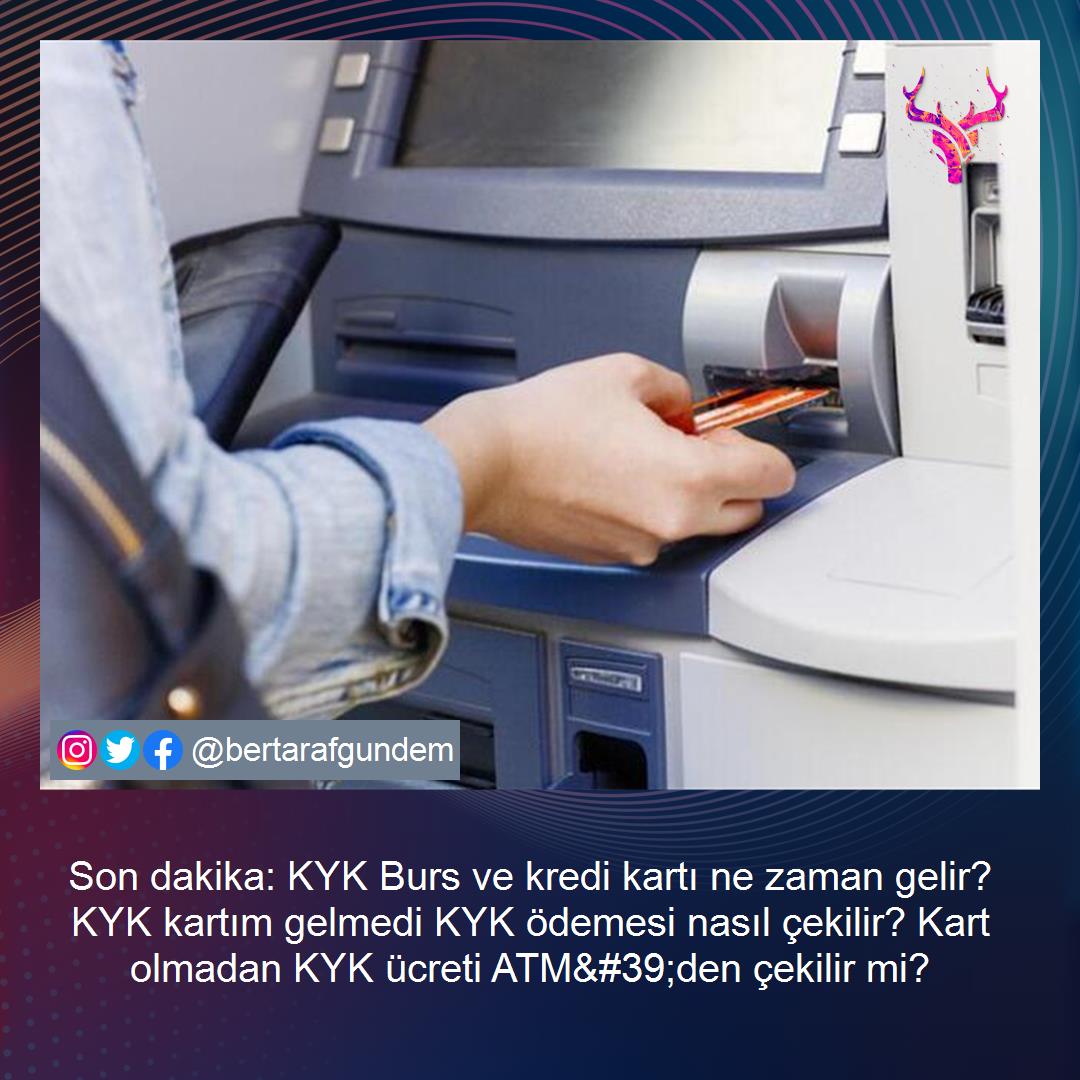 @bertarafgundem
Son dakika: KYK Burs ve kredi kartı ne zaman gelir?
KYK kartım gelmedi KYK ödemesi nasıl çekilir? Kart
olmadan KYK ücreti ATM&#39;den çekilir mi?